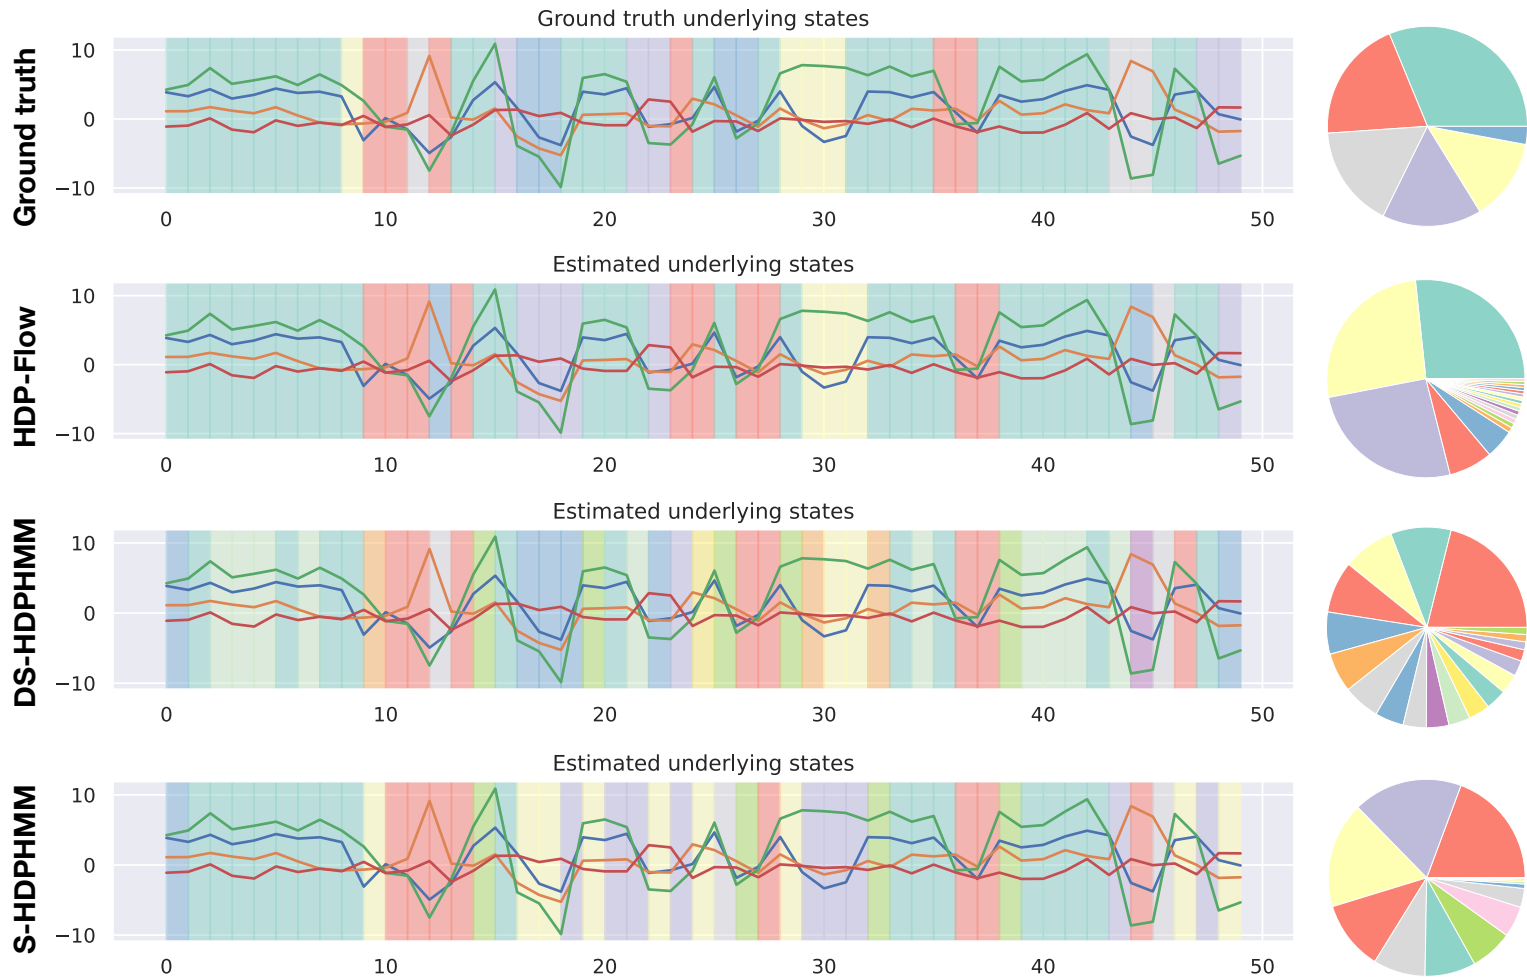 Ground truth underlying states
Ground truth
10
0
−10
0 10 20 30 40 50
Estimated underlying states
HDP-Flow
10
0
−10
0 10 20 30 40 50
Estimated underlying states
DS-HDPHMM
10
0
−10
0 10 20 30 40 50
Estimated underlying states
S-HDPHMM
10
0
−10
0 10 20 30 40 50